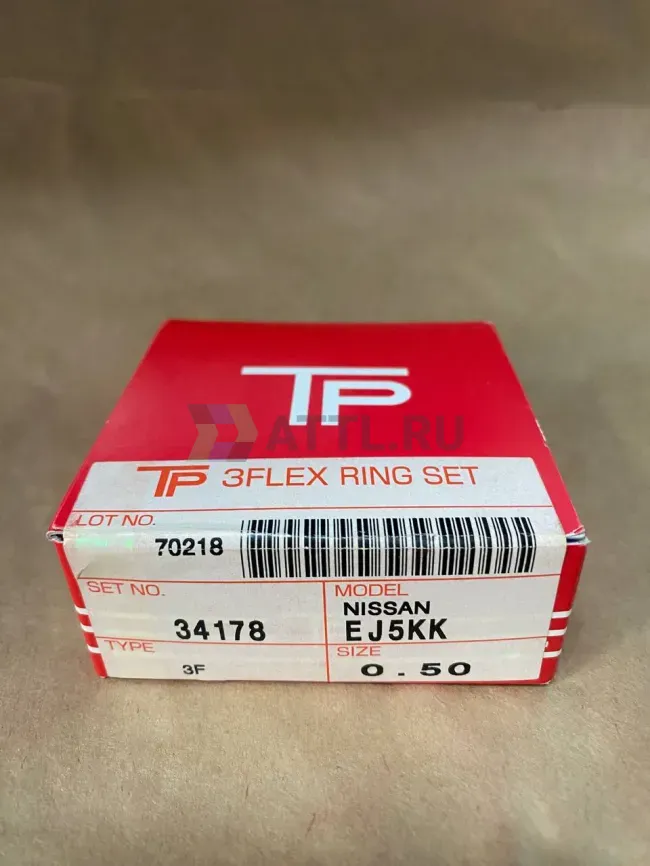 TP
ATTL.RU
TP 3FLEX RING SET
LOT NO.
70218
SET NO.
34178
MODEL
NISSAN
EJ5KK
TYPE
3F
SIZE
0.50